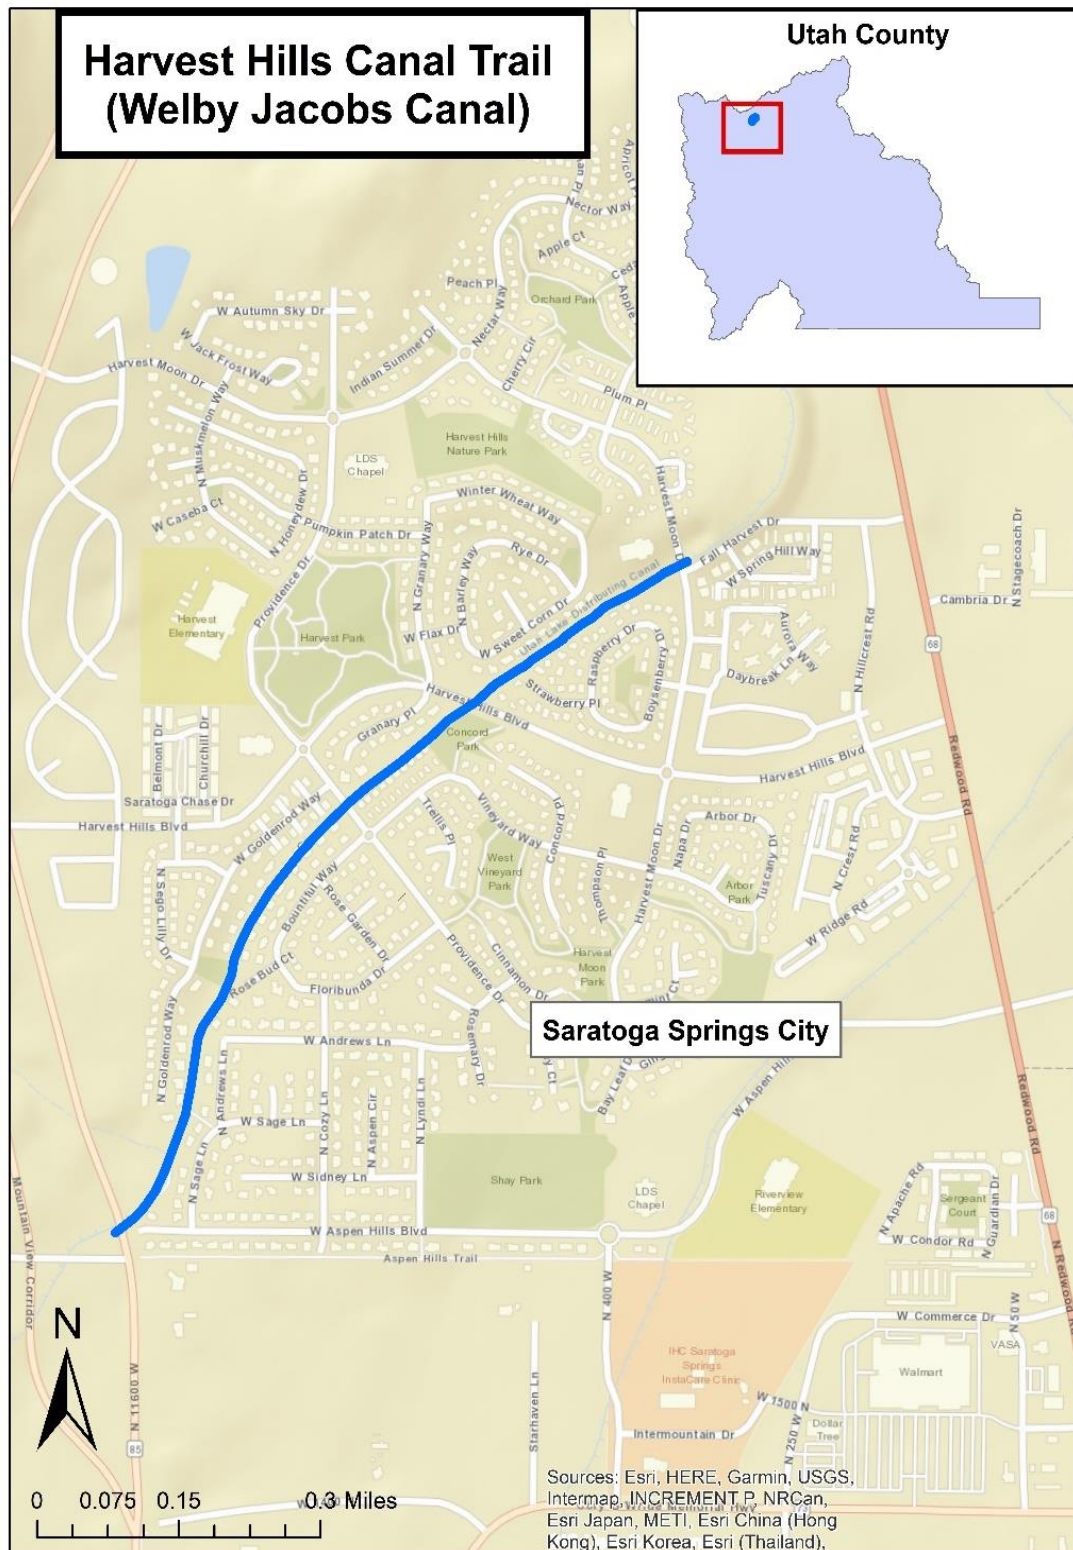 Harvest Hills Canal Trail
(Welby Jacobs Canal)
Utah County
Nector Way
Apple Ct
Peach Pl
Orchard Park
Apple
W Autumn Sky Dr
W Jack Frost Way
Indian Summer Dr
Nectar Way
Cherry Cir
Harvest Moon Dr
Plum Pl
N Muskmelon Way
Harvest Hills
Nature Park
LDS
Chapel
Harvest Moon D
Winter Wheat Way
W Caseba Ct
N Honeydew Dr
Pumpkin Patch Dr
Fall Harvest Dr
Rye Dr
W Spring Hill Way
N Stagecoach Dr
Providence Dr
N Granary Way
N Barley Way
Utah Lake Distributing Canal
Cambria Dr
Harvest
Elementary
Harvest Park
W Flax Dr
W Sweet Corn Dr
Raspberry Dr
Boysenberry Dr
Aurora Way
Daybreak Ln
N Hillcrest Rd
68
Strawberry Pl
Harvest Hills Blvd
Granary Pl
Concord
Park
Belmont Dr
Churchill Dr
Redwood Rd
Harvest Hills Blvd
Saratoga Chase Dr
Harvest Hills Blvd
W Goldenrod Way
Trellis Pl
Vineyard Way
Concord Pl
Arbor Dr
Napa Dr
West
Vineyard
Park
Tuscany Dr
Arbor
Park
N Crest Rd
Thompson Pl
Harvest Moon Dr
W Ridge Rd
N Sego Lilly Dr
Bountiful Way
Rose Garden Dr
Rose Bud Ct
Floribunda Dr
Providence Dr
Cinnamon Dr
Harvest
Moon
Park
Saratoga Springs City
N Goldenrod Way
W Andrews Ln
N Andrews Ln
Rosemary Dr
Bay Leaf D
W Aspen Hill
Redwood Rd
W Sage Ln
N Cozy Ln
N Aspen Cir
N Lyndi Ln
W Sidney Ln
N Sage Ln
Shay Park
LDS
Chapel
Riverview
Elementary
N Apache Rd
Sergeant
Court
N Guardian Dr
W Condor Rd
68
N Redwood Rd
Mountain View Corridor
W Aspen Hills Blvd
Aspen Hills Trail
N
N 11600 W
85
N 400 W
W Commerce Dr
N 50 W
VASA
IHC Saratoga
Springs
InstaCare Clinic
Walmart
W 1500 N
Starhaven Ln
Intermountain Dr
N 250 W
Dollar
Tree
73
0 0.075 0.15 0.3 Miles
Sources: Esri, HERE, Garmin, USGS,
Intermap, INCREMENT P, NRCan,
Esri Japan, METI, Esri China (Hong
Kong), Esri Korea, Esri (Thailand),